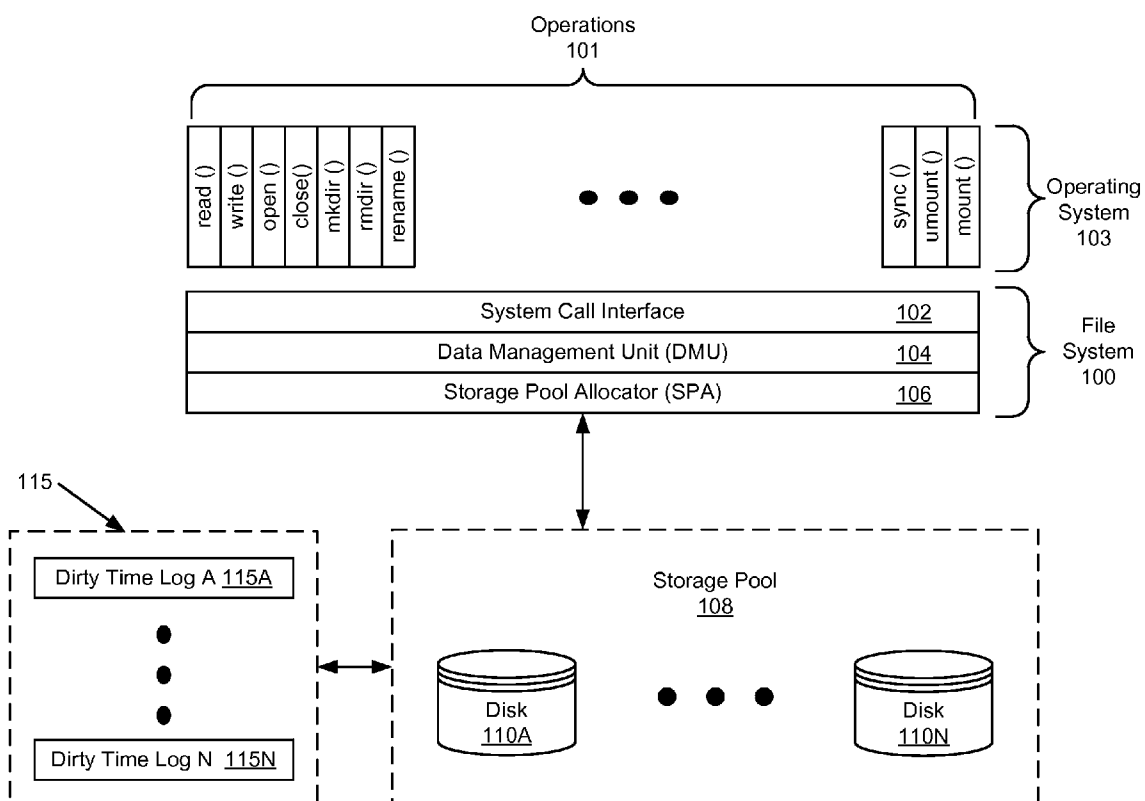 Operations
101
read ()
write ()
open ()
close()
mkdir ()
rmdir ()
rename ()
sync ()
umount ()
mount ()
Operating
System
103
System Call Interface 102
Data Management Unit (DMU) 104
Storage Pool Allocator (SPA) 106
File
System
100
115
Dirty Time Log A 115A
Dirty Time Log N 115N
Storage Pool
108
Disk
110A
Disk
110N